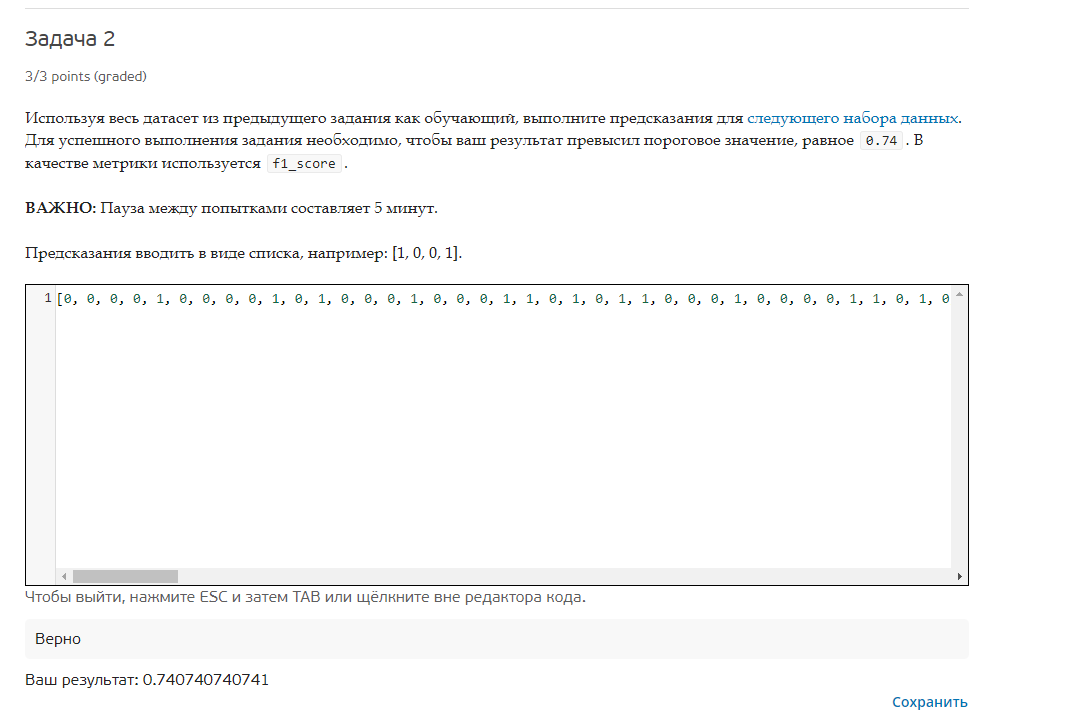 Задача 2
3/3 points (graded)
Используя весь датасет из предыдущего задания как обучающий, выполните предсказания для следующего набора данных.
Для успешного выполнения задания необходимо, чтобы ваш результат превысил пороговое значение, равное 0.74 . В
качестве метрики используется f1_score .
ВАЖНО: Пауза между попытками составляет 5 минут.
Предсказания вводить в виде списка, например: [1, 0, 0, 1].
1 [0, 0, 0, 0, 1, 0, 0, 0, 0, 1, 0, 1, 0, 0, 0, 1, 0, 0, 0, 1, 1, 0, 1, 0, 1, 1, 0, 0, 0, 1, 0, 0, 0, 0, 1, 1, 0, 1, 0
Чтобы выйти, нажмите ESC и затем TAB или щёлкните вне редактора кода.
Верно
Ваш результат: 0.740740740741
Сохранить